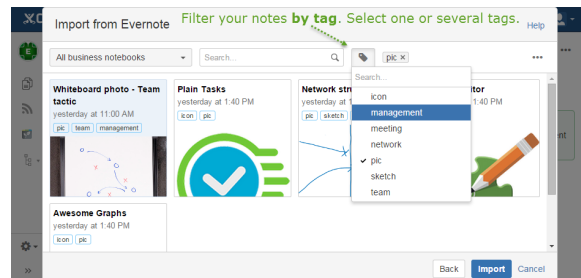 Import from Evernote
Filter your notes by tag. Select one or several tags.
Help
All business notebooks
Search...
pic ×
Search...
icon
management
meeting
network
pic
sketch
team
Whiteboard photo - Team tactic
yesterday at 11:00 AM
pic team management
Plain Tasks
yesterday at 1:40 PM
icon pic
Network stru
yesterday at 1
pic sketch
itor
1:40 PM
Awesome Graphs
yesterday at 1:40 PM
icon pic
Back
Import
Cancel